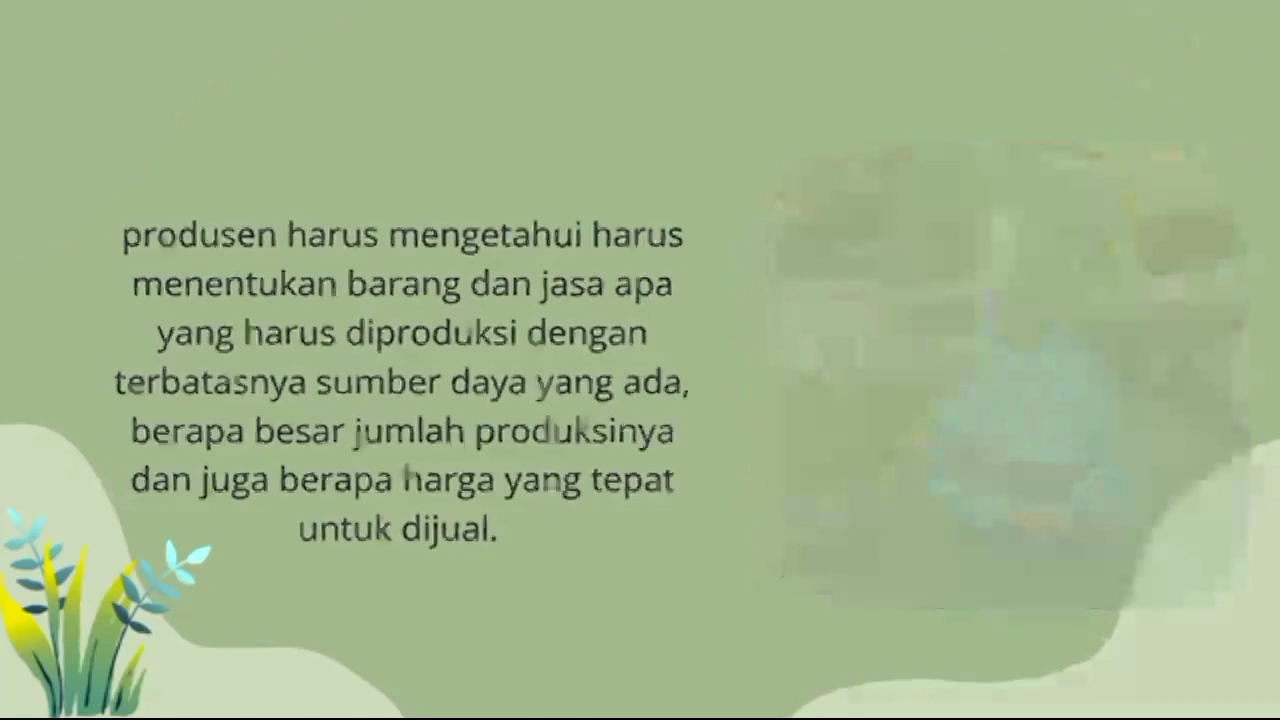 produsen harus mengetahui harus
menentukan barang dan jasa apa
yang harus diproduksi dengan
terbatasnya sumber daya yang ada,
berapa besar jumlah produksinya
dan juga berapa harga yang tepat
untuk dijual.